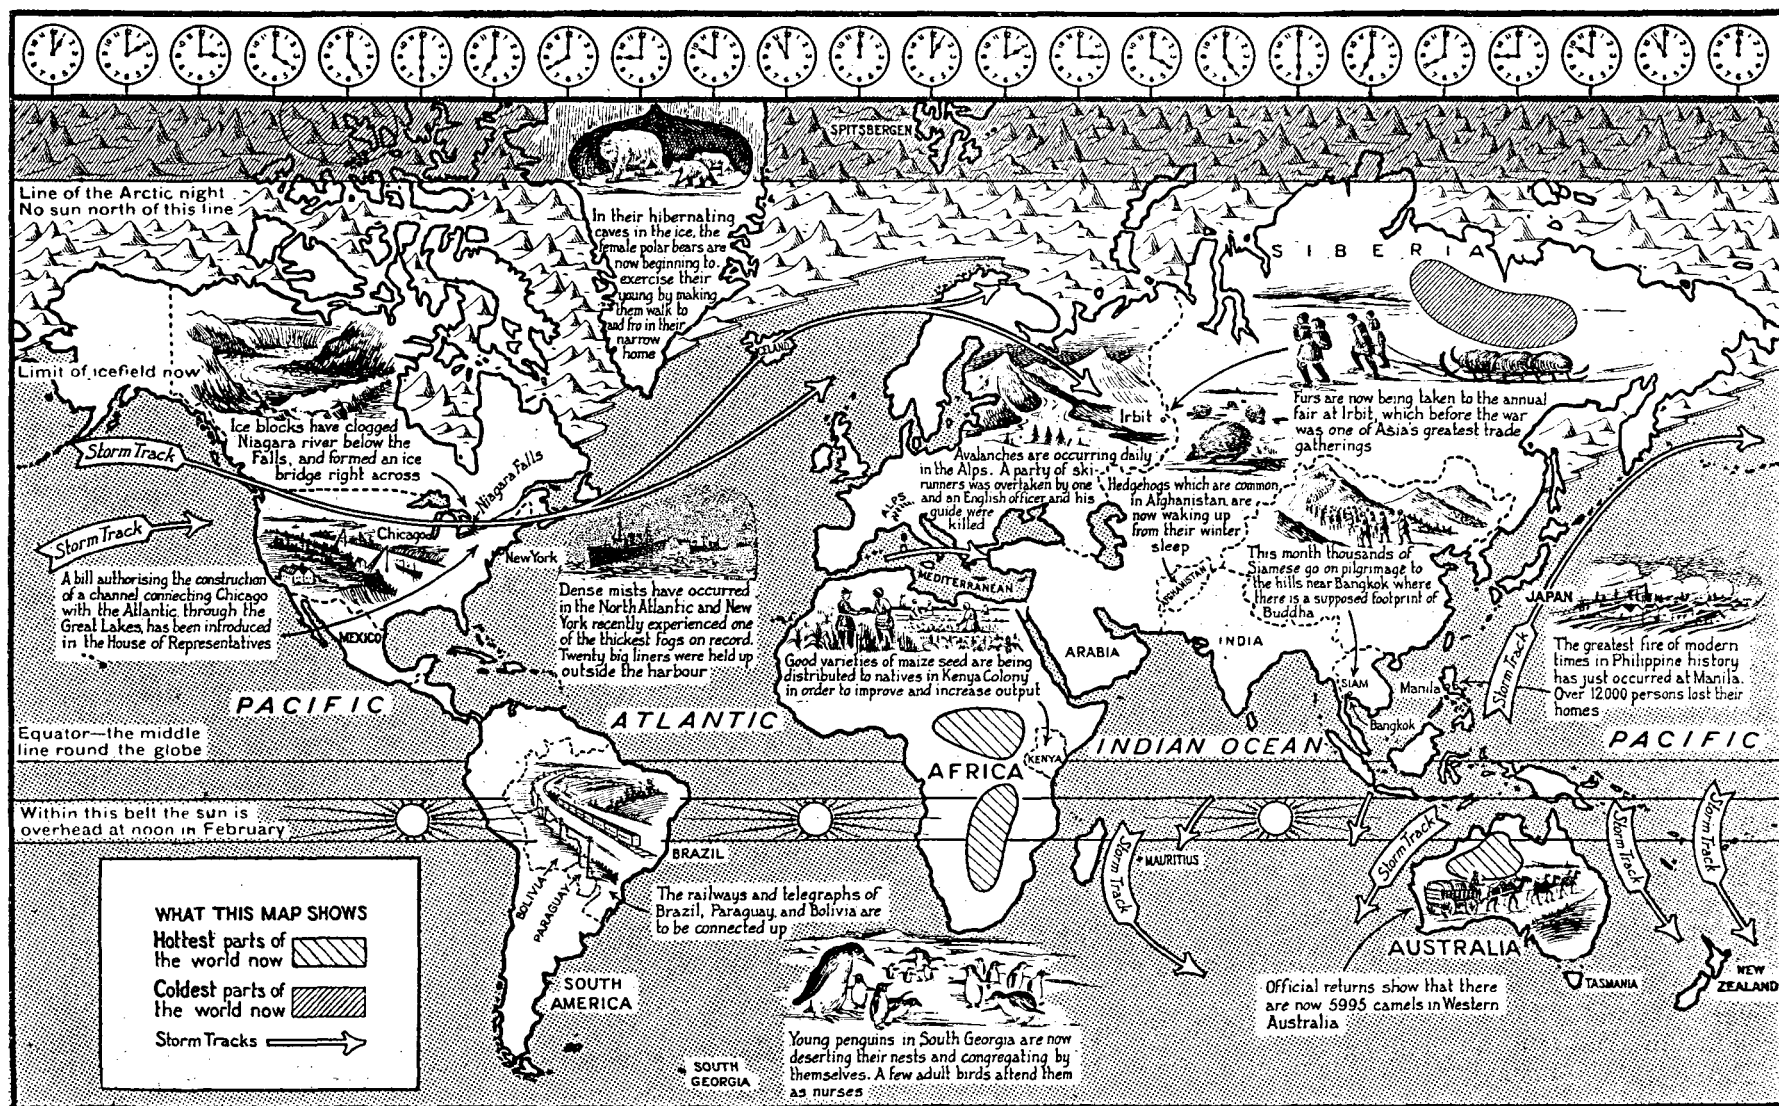 SPITSBERGEN
Line of the Arctic night
No sun north of this line
In their hibernating
caves in the ice, the
female polar bears are
now beginning to
exercise their
young by making
them walk to
and fro in their
narrow
home
SIBERIA
ICELAND
Limit of icefield now
Ice blocks have clogged
Niagara river below the
Falls, and formed an ice
bridge right across
Niagara Falls
Storm Track
Irbit
Furs are now being taken to the annual
fair at Irbit, which before the war
was one of Asia's greatest trade
gatherings
Avalanches are occurring daily
in the Alps. A party of ski-
runners was overtaken by one
and an English officer and his
guide were
killed
ALPS
Hedgehogs which are common
in Afghanistan, are
now waking up
from their winter
sleep
Storm Track
Chicago
New York
A bill authorising the construction
of a channel connecting Chicago
with the Atlantic, through the
Great Lakes, has been introduced
in the House of Representatives
MEXICO
Dense mists have occurred
in the North Atlantic and New
York recently experienced one
of the thickest fogs on record.
Twenty big liners were held up
outside the harbour
MEDITERRANEAN
Good varieties of maize seed are being
distributed to natives in Kenya Colony
in order to improve and increase output
ARABIA
AFGHANISTAN
INDIA
This month thousands of
Siamese go on pilgrimage to
the hills near Bangkok where
there is a supposed footprint of
Buddha
SIAM
Bangkok
Manila
JAPAN
Storm Track
The greatest fire of modern
times in Philippine history
has just occurred at Manila.
Over 12000 persons lost their
homes
PACIFIC
ATLANTIC
INDIAN OCEAN
PACIFIC
Equator—the middle
line round the globe
AFRICA
KENYA
Within this belt the sun is
overhead at noon in February
BRAZIL
BOLIVIA
PARAGUAY
The railways and telegraphs of
Brazil, Paraguay, and Bolivia are
to be connected up
SOUTH
AMERICA
Storm Track
MAURITIUS
Storm Track
Storm Track
Storm Track
AUSTRALIA
TASMANIA
NEW
ZEALAND
Official returns show that there
are now 5995 camels in Western
Australia
SOUTH
GEORGIA
Young penguins in South Georgia are now
deserting their nests and congregating by
themselves. A few adult birds attend them
as nurses
WHAT THIS MAP SHOWS
Hottest parts of
the world now
Coldest parts of
the world now
Storm Tracks